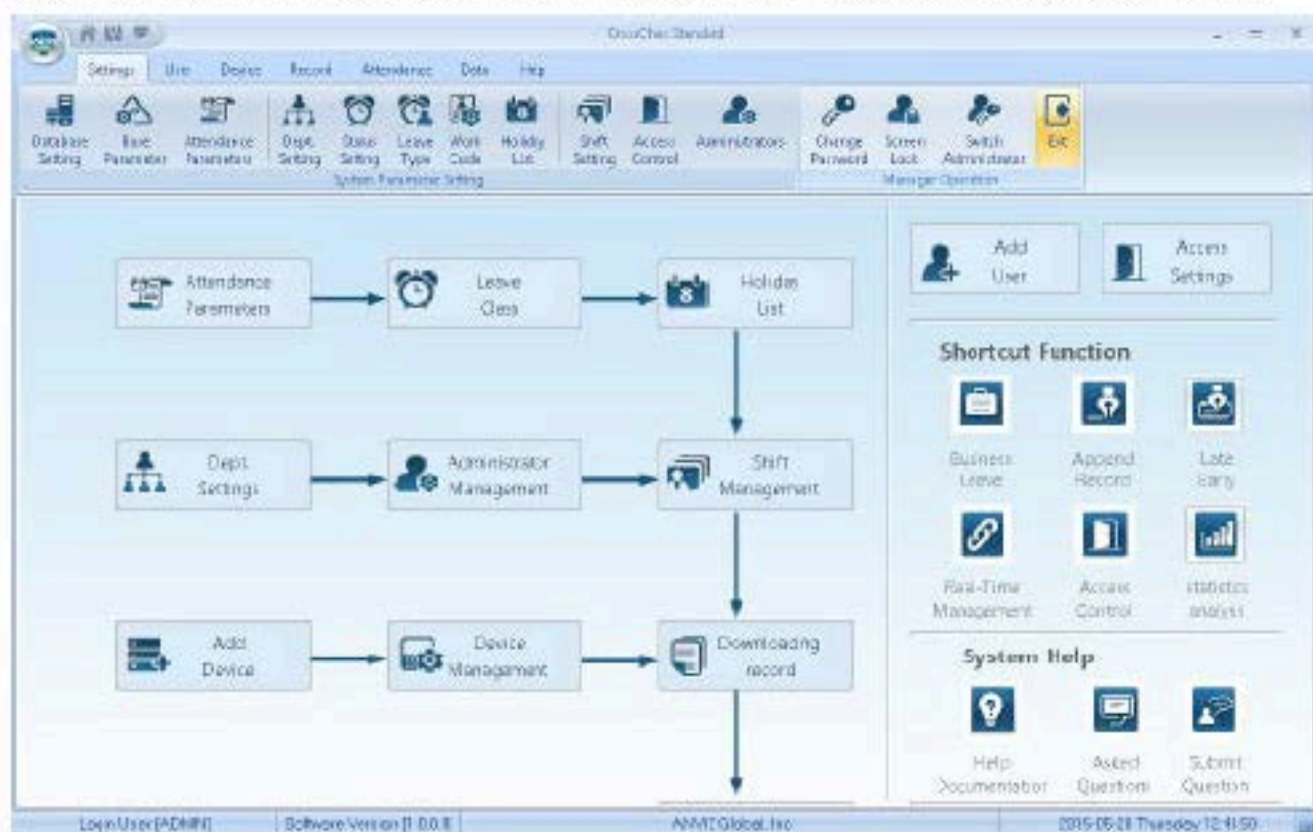 CrossChex Standard
Settings User Device Record Attendance Data Help
Database Base Attendance Dept. Status Leave Work Holiday Shift Access Administrators Change Screen Switch Exit
Setting Parameter Parameters Setting Setting Type Code List Setting Control Password Lock Administrator
System Parameter Setting Manager Operation
Add
User
Access
Settings
Attendance
Parameters
Leave
Class
Holidas
List
Shortcut Function
Business
Leave
Append
Record
Late
Early
Dept
Settings
Administrator
Management
Shift
Management
Real-Time
Management
Access
Control
statistics
analysis
Add
Device
Device
Management
Downloading
record
System Help
Help
Documentation
Asked
Questions
Submit
Question
Login User [ADMIN] Software Version [1.0.0.1] ANVIZ Global, Inc 2015-05-28 Thursday 12:41:50